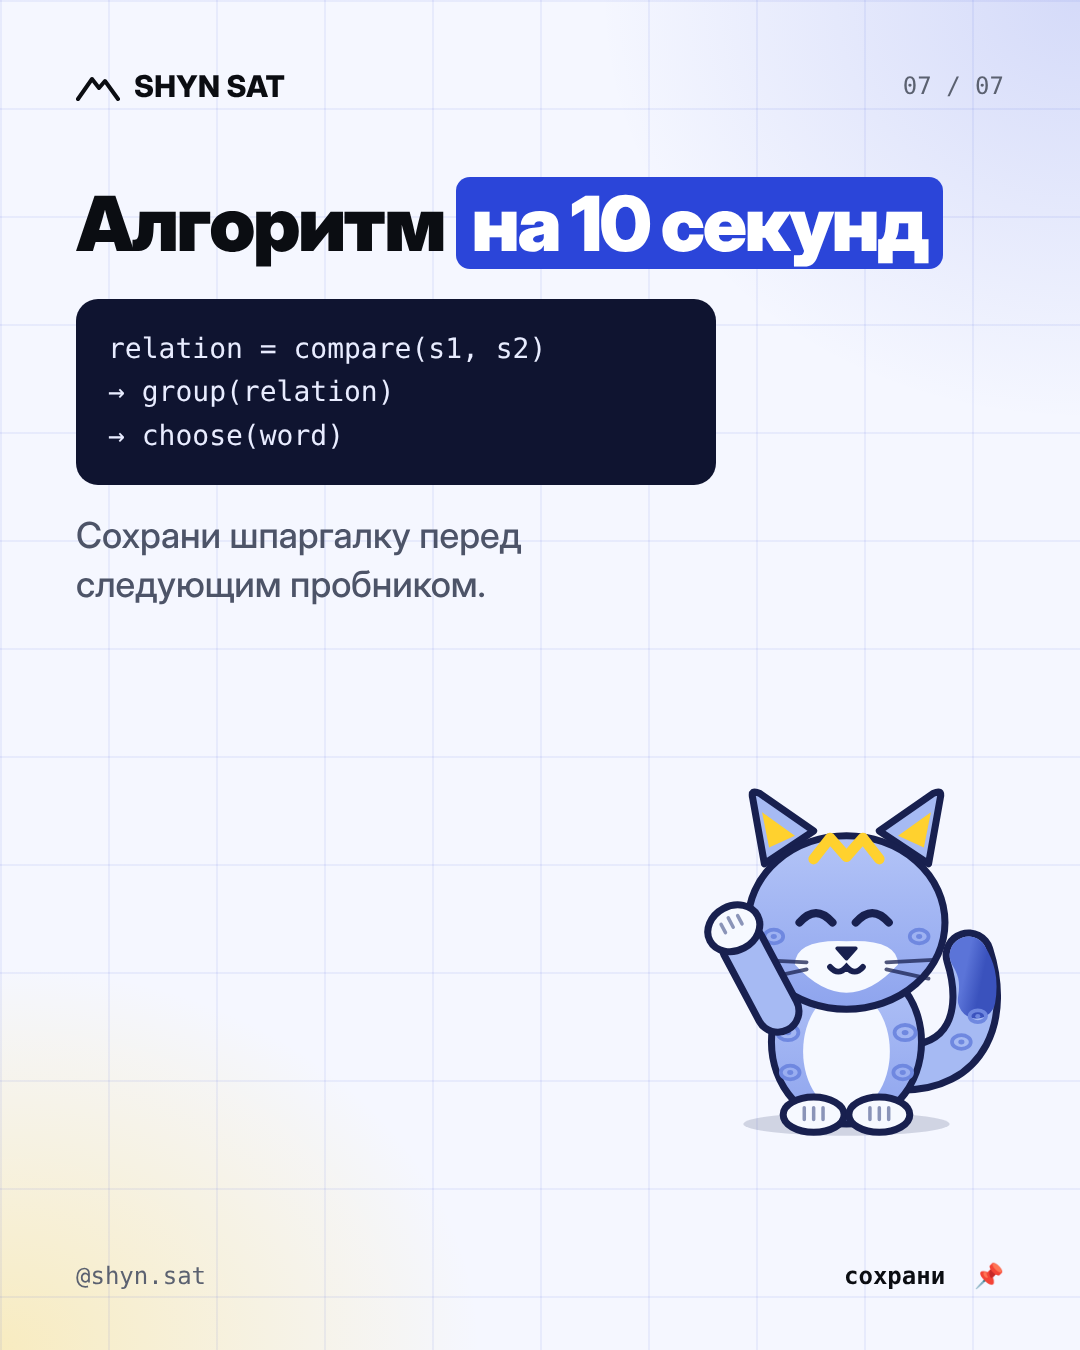 SHYN SAT
07 / 07
Алгоритм на 10 секунд
relation = compare(s1, s2)
→ group(relation)
→ choose(word)
Сохрани шпаргалку перед
следующим пробником.
@shyn.sat
сохрани 📌